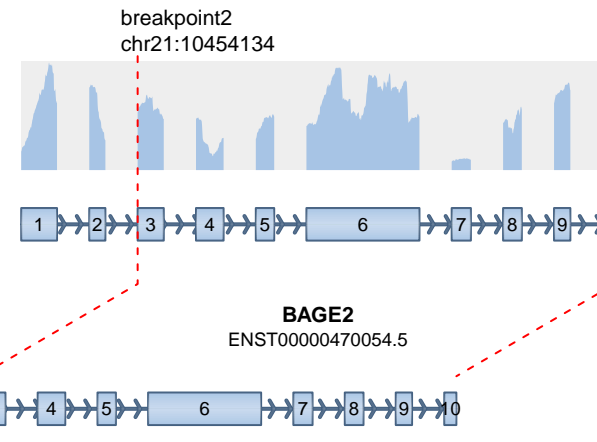 breakpoint2
chr21:10454134
1 2 3 4 5 6 7 8 9
BAGE2
ENST00000470054.5
4 5 6 7 8 9 10